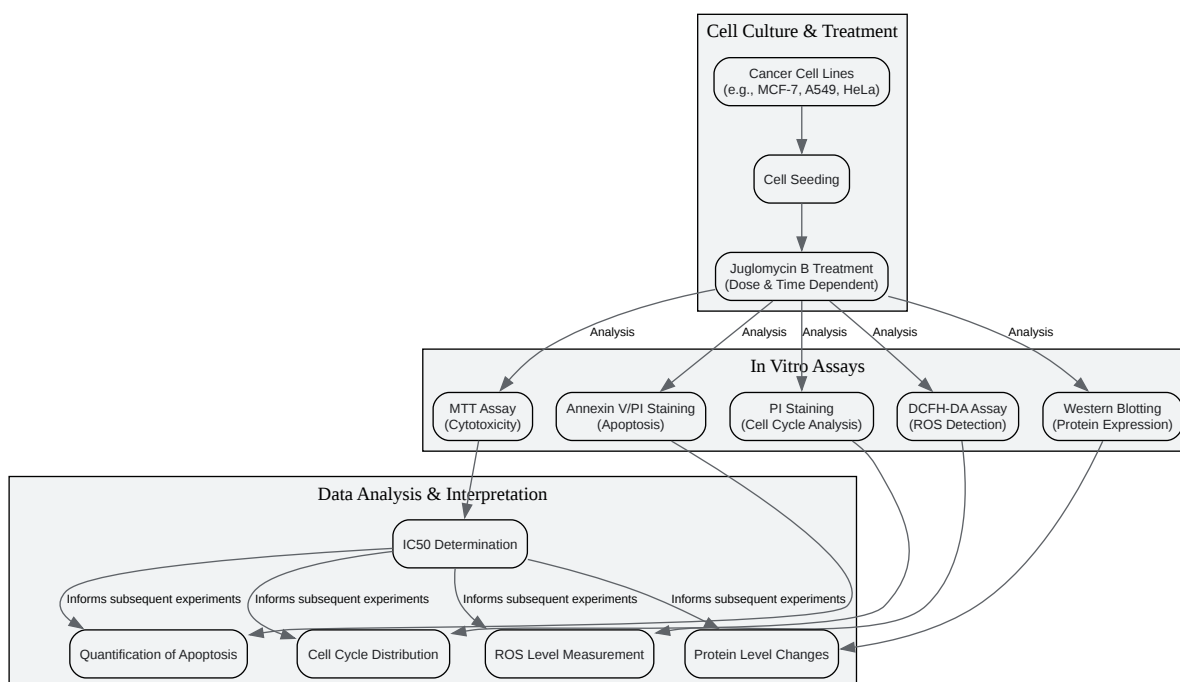 Cell Culture & Treatment
Cancer Cell Lines
(e.g., MCF-7, A549, HeLa)
Cell Seeding
Juglomycin B Treatment
(Dose & Time Dependent)
Analysis
Analysis
Analysis
Analysis
Analysis
In Vitro Assays
MTT Assay
(Cytotoxicity)
Annexin V/PI Staining
(Apoptosis)
PI Staining
(Cell Cycle Analysis)
DCFH-DA Assay
(ROS Detection)
Western Blotting
(Protein Expression)
Data Analysis & Interpretation
IC50 Determination
Informs subsequent experiments
Informs subsequent experiments
Informs subsequent experiments
Informs subsequent experiments
Quantification of Apoptosis
Cell Cycle Distribution
ROS Level Measurement
Protein Level Changes